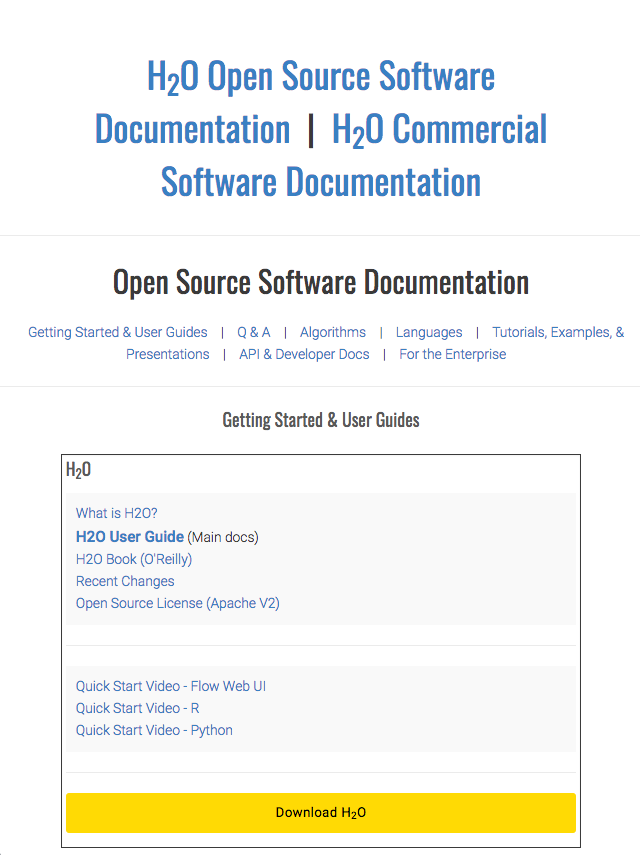 H2O Open Source Software
Documentation | H2O Commercial
Software Documentation
Open Source Software Documentation
Getting Started & User Guides | Q & A | Algorithms | Languages | Tutorials, Examples, &
Presentations | API & Developer Docs | For the Enterprise
Getting Started & User Guides
H2O
What is H2O?
H2O User Guide (Main docs)
H2O Book (O'Reilly)
Recent Changes
Open Source License (Apache V2)
Quick Start Video - Flow Web UI
Quick Start Video - R
Quick Start Video - Python
Download H2O